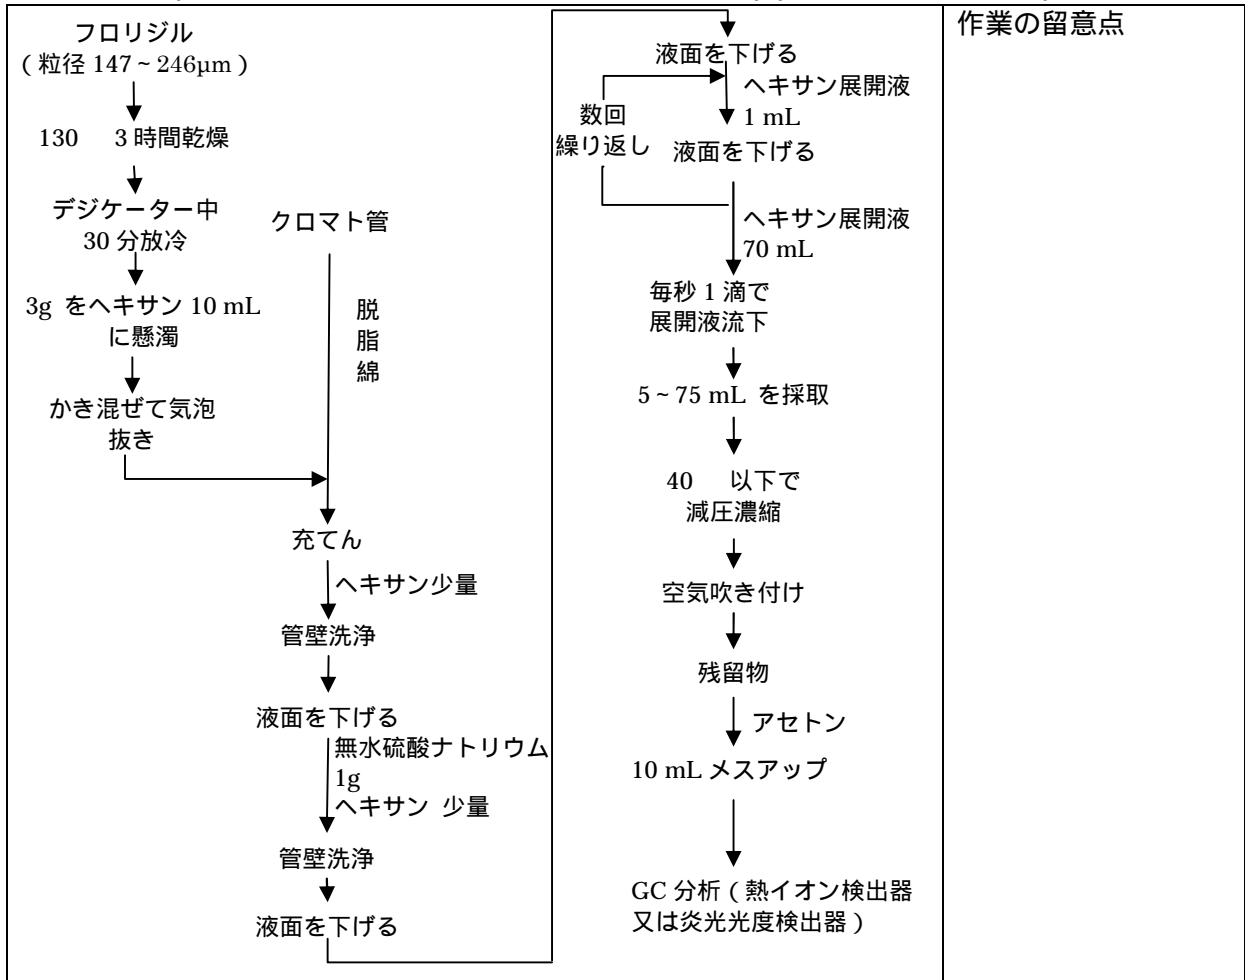 フロリジル
(粒径 147~246μm)
130　3 時間乾燥
デジケーター中
30 分放冷
3g をヘキサン 10 mL
に懸濁
かき混ぜて気泡
抜き
クロマト管
脱
脂
綿
充てん
ヘキサン少量
管壁洗浄
液面を下げる
無水硫酸ナトリウム
1g
ヘキサン 少量
管壁洗浄
液面を下げる
液面を下げる
ヘキサン展開液
1 mL
数回
繰り返し
液面を下げる
ヘキサン展開液
70 mL
毎秒 1 滴で
展開液流下
5~75 mL を採取
40　以下で
減圧濃縮
空気吹き付け
残留物
アセトン
10 mL メスアップ
GC 分析(熱イオン検出器
又は炎光光度検出器)
作業の留意点